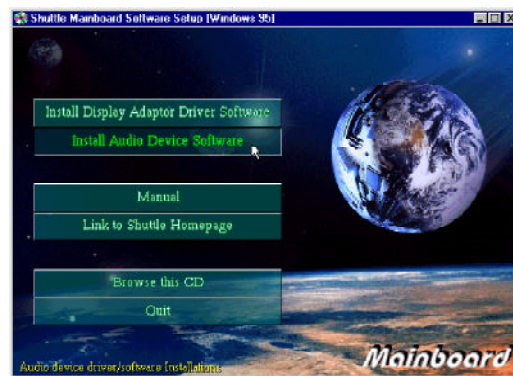 Shuttle Mainboard Software Setup [Windows 95]
Install Display Adaptor Driver Software
Install Audio Device Software
Manual
Link to Shuttle Homepage
Browse this CD
Quit
Audio device driver/software Installations
Mainboard